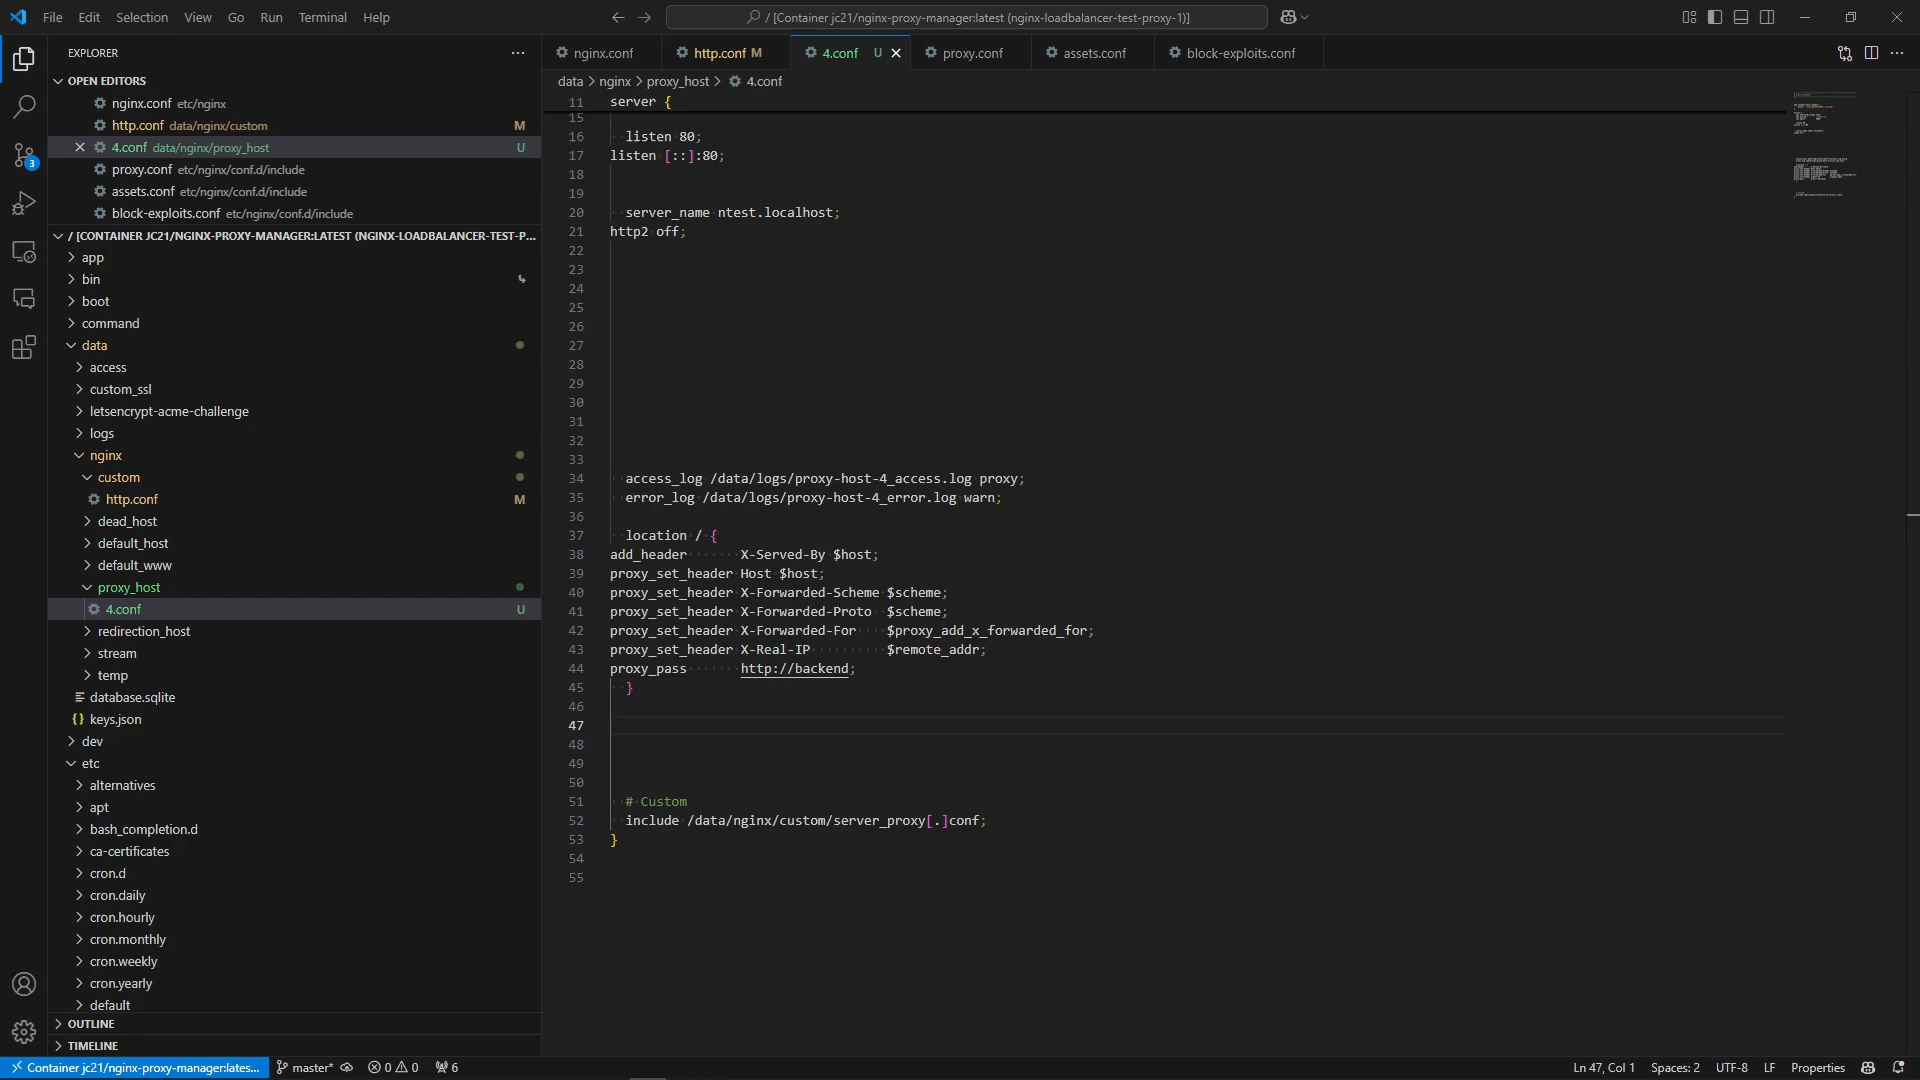 File Edit Selection View Go Run Terminal Help
/ [Container jc21/nginx-proxy-manager:latest (nginx-loadbalancer-test-proxy-1)]
EXPLORER
OPEN EDITORS
nginx.conf etc/nginx
http.conf data/nginx/custom M
4.conf data/nginx/proxy_host U
proxy.conf etc/nginx/conf.d/include
assets.conf etc/nginx/conf.d/include
block-exploits.conf etc/nginx/conf.d/include
/ [CONTAINER JC21/NGINX-PROXY-MANAGER:LATEST (NGINX-LOADBALANCER-TEST-P...
app
bin
boot
command
data
access
custom_ssl
letsencrypt-acme-challenge
logs
nginx
custom
http.conf M
dead_host
default_host
default_www
proxy_host
4.conf U
redirection_host
stream
temp
database.sqlite
{} keys.json
dev
etc
alternatives
apt
bash_completion.d
ca-certificates
cron.d
cron.daily
cron.hourly
cron.monthly
cron.weekly
cron.yearly
default
OUTLINE
TIMELINE
3
nginx.conf http.conf M 4.conf U proxy.conf assets.conf block-exploits.conf
data > nginx > proxy_host > 4.conf
11 server {
15
16 listen 80;
17 listen [::]:80;
18
19
20 server_name ntest.localhost;
21 http2 off;
22
23
24
25
26
27
28
29
30
31
32
33
34 access_log /data/logs/proxy-host-4_access.log proxy;
35 error_log /data/logs/proxy-host-4_error.log warn;
36
37 location / {
38 add_header X-Served-By $host;
39 proxy_set_header Host $host;
40 proxy_set_header X-Forwarded-Scheme $scheme;
41 proxy_set_header X-Forwarded-Proto $scheme;
42 proxy_set_header X-Forwarded-For $proxy_add_x_forwarded_for;
43 proxy_set_header X-Real-IP $remote_addr;
44 proxy_pass http://backend;
45 }
46
47
48
49
50
51 # Custom
52 include /data/nginx/custom/server_proxy[.]conf;
53 }
54
55
Container jc21/nginx-proxy-manager:lates... master* 0 0 6 Ln 47, Col 1 Spaces: 2 UTF-8 LF Properties